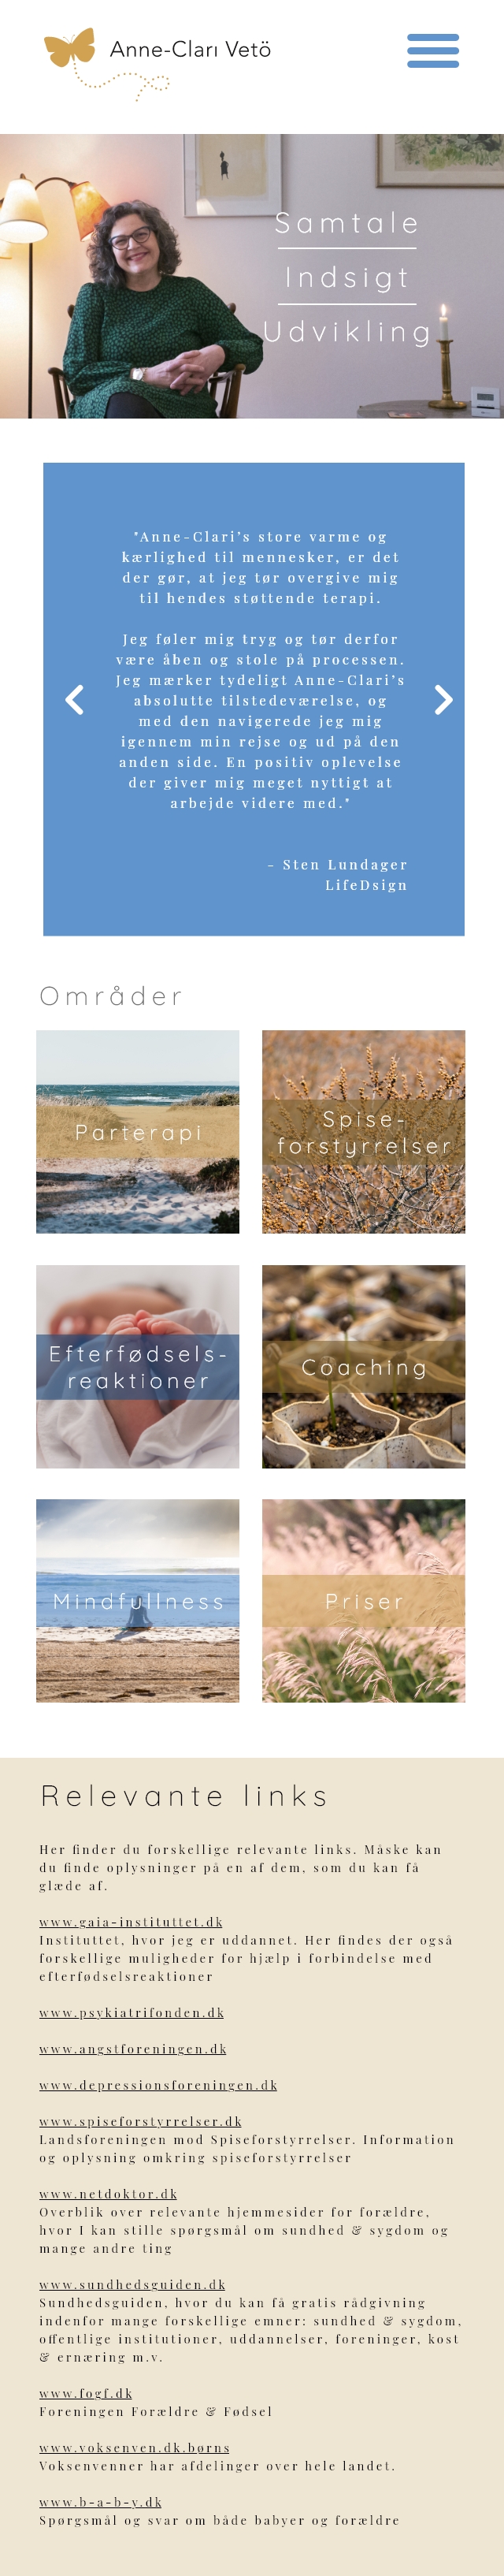 Anne-Cları Vetö
Samtale
Indsigt
Udvikling
"Anne-Clari’s store varme og
kærlighed til mennesker, er det
der gør, at jeg tør overgive mig
til hendes støttende terapi.
Jeg føler mig tryg og tør derfor
være åben og stole på processen.
Jeg mærker tydeligt Anne-Clari’s
absolutte tilstedeværelse, og
med den navigerede jeg mig
igennem min rejse og ud på den
anden side. En positiv oplevelse
der giver mig meget nyttigt at
arbejde videre med."
– Sten Lundager
LifeDsign
Områder
Parterapi
Spise-
forstyrrelser
Efterfødsels-
reaktioner
Coaching
Mindfullness
Priser
Relevante links
Her finder du forskellige relevante links. Måske kan
du finde oplysninger på en af dem, som du kan få
glæde af.
www.gaia-instituttet.dk
Instituttet, hvor jeg er uddannet. Her findes der også
forskellige muligheder for hjælp i forbindelse med
efterfødselsreaktioner
www.psykiatrifonden.dk
www.angstforeningen.dk
www.depressionsforeningen.dk
www.spiseforstyrrelser.dk
Landsforeningen mod Spiseforstyrrelser. Information
og oplysning omkring spiseforstyrrelser
www.netdoktor.dk
Overblik over relevante hjemmesider for forældre,
hvor I kan stille spørgsmål om sundhed & sygdom og
mange andre ting
www.sundhedsguiden.dk
Sundhedsguiden, hvor du kan få gratis rådgivning
indenfor mange forskellige emner: sundhed & sygdom,
offentlige institutioner, uddannelser, foreninger, kost
& ernæring m.v.
www.fogf.dk
Foreningen Forældre & Fødsel
www.voksenven.dk.børns
Voksenvenner har afdelinger over hele landet.
www.b-a-b-y.dk
Spørgsmål og svar om både babyer og forældre